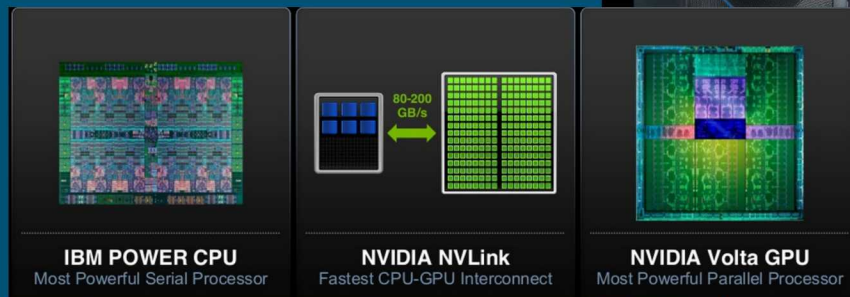 80-200
GB/s
IBM POWER CPU
Most Powerful Serial Processor
NVIDIA NVLink
Fastest CPU-GPU Interconnect
NVIDIA Volta GPU
Most Powerful Parallel Processor